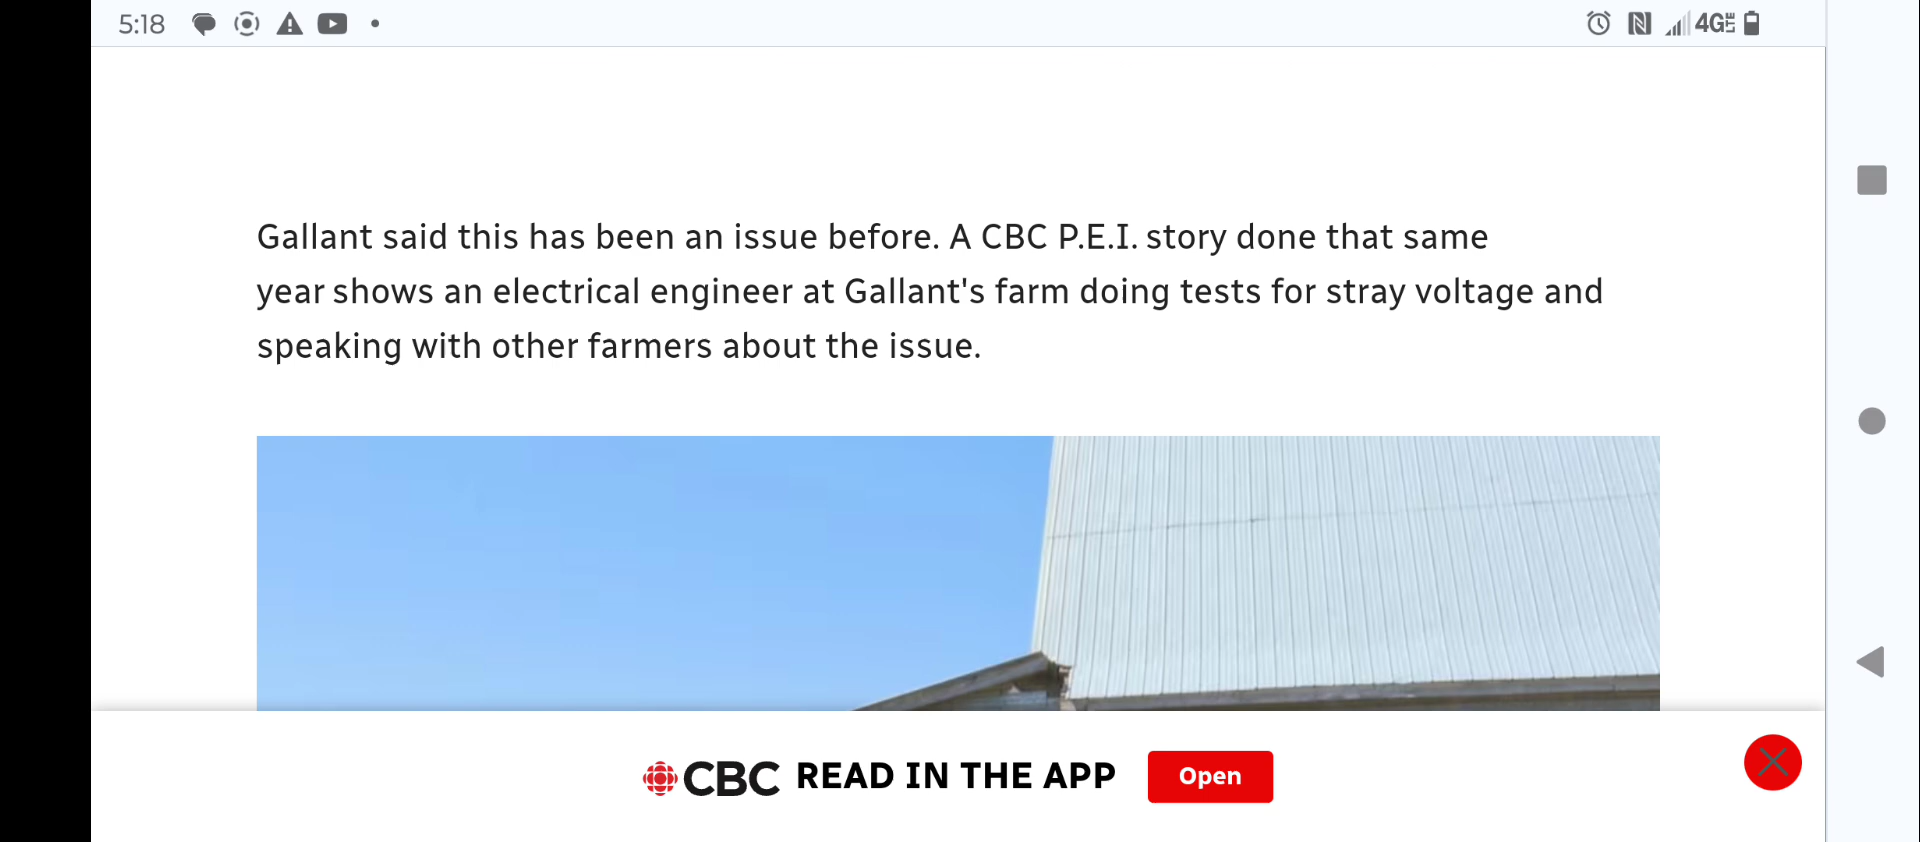 5:18
4G LTE
Gallant said this has been an issue before. A CBC P.E.I. story done that same
year shows an electrical engineer at Gallant's farm doing tests for stray voltage and
speaking with other farmers about the issue.
CBC READ IN THE APP Open